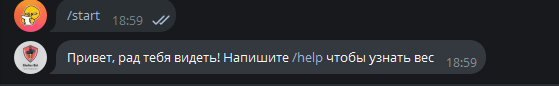 /start 18:59
Привет, рад тебя видеть! Напишите /help чтобы узнать вес 18:59